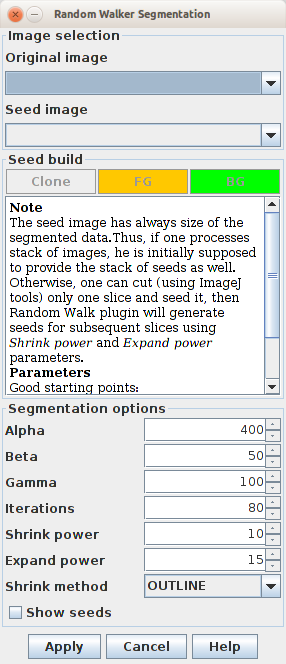 Random Walker Segmentation
Image selection
Original image
Seed image
Seed build
Clone FG BG
Note
The seed image has always size of the
segmented data.Thus, if one processes
stack of images, he is initially supposed
to provide the stack of seeds as well.
Otherwise, one can cut (using ImageJ
tools) only one slice and seed it, then
Random Walk plugin will generate
seeds for subsequent slices using
Shrink power and Expand power
parameters.
Parameters
Good starting points:
Segmentation options
Alpha 400
Beta 50
Gamma 100
Iterations 80
Shrink power 10
Expand power 15
Shrink method OUTLINE
Show seeds
Apply Cancel Help